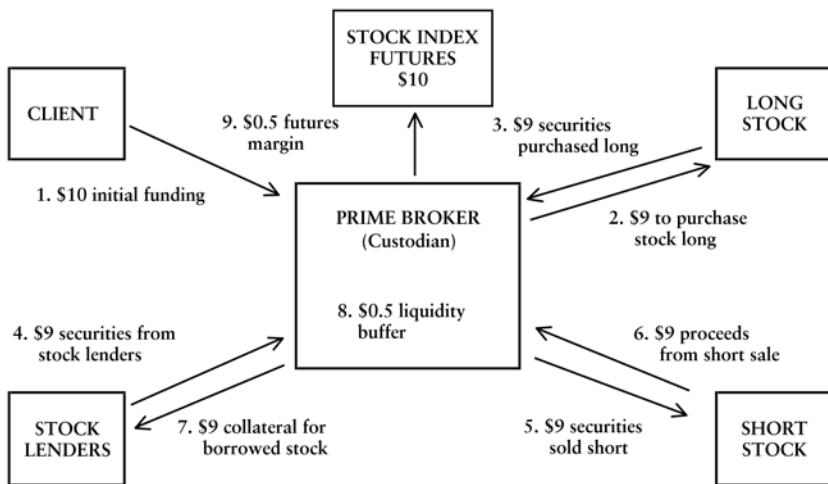 STOCK INDEX
FUTURES
$10
CLIENT
LONG
STOCK
9. $0.5 futures
margin
3. $9 securities
purchased long
1. $10 initial funding
PRIME BROKER
(Custodian)
2. $9 to purchase
stock long
8. $0.5 liquidity
buffer
4. $9 securities from
stock lenders
6. $9 proceeds
from short sale
STOCK
LENDERS
7. $9 collateral for
borrowed stock
5. $9 securities
sold short
SHORT
STOCK